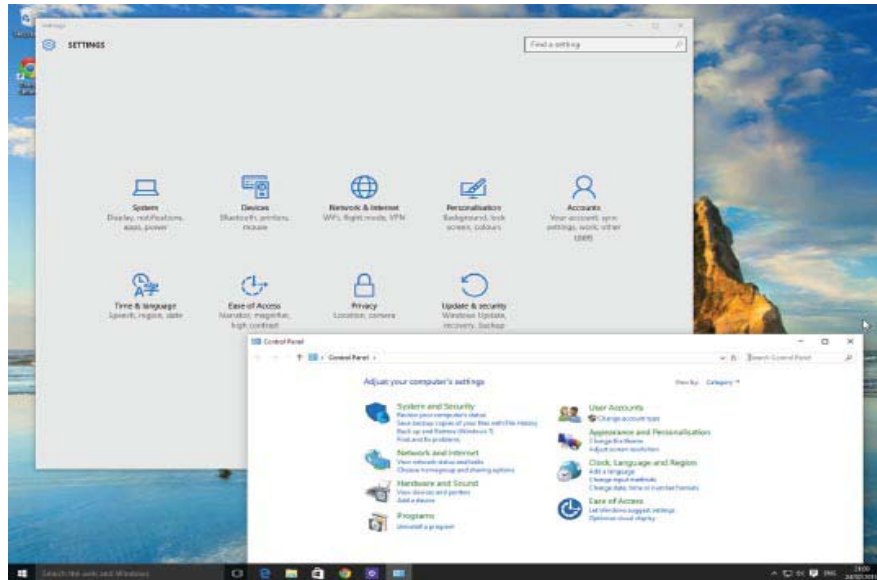 Settings
SETTINGS
Find a setting
System
Display, notifications,
apps, power
Devices
Bluetooth, printers,
mouse
Network & Internet
WiFi, flight mode, VPN
Personalisation
Background, lock
screen, colours
Accounts
Your account, sync
settings, work, other
users
Time & language
Speech, region, date
Ease of Access
Narrator, magnifier,
high contrast
Privacy
Location, camera
Update & security
Windows Update,
recovery, backup
Control Panel
Control Panel
Search Control Panel
Adjust your computer's settings
View by: Category
System and Security
Review your computer's status
Save backup copies of your files with File History
Back up and Restore (Windows 7)
Find and fix problems
Network and Internet
View network status and tasks
Choose homegroup and sharing options
Hardware and Sound
View devices and printers
Add a device
Programs
Uninstall a program
User Accounts
Change account type
Appearance and Personalisation
Change the theme
Adjust screen resolution
Clock, Language and Region
Add a language
Change input methods
Change date, time or number formats
Ease of Access
Let Windows suggest settings
Optimise visual display
Search the web and Windows
ENG